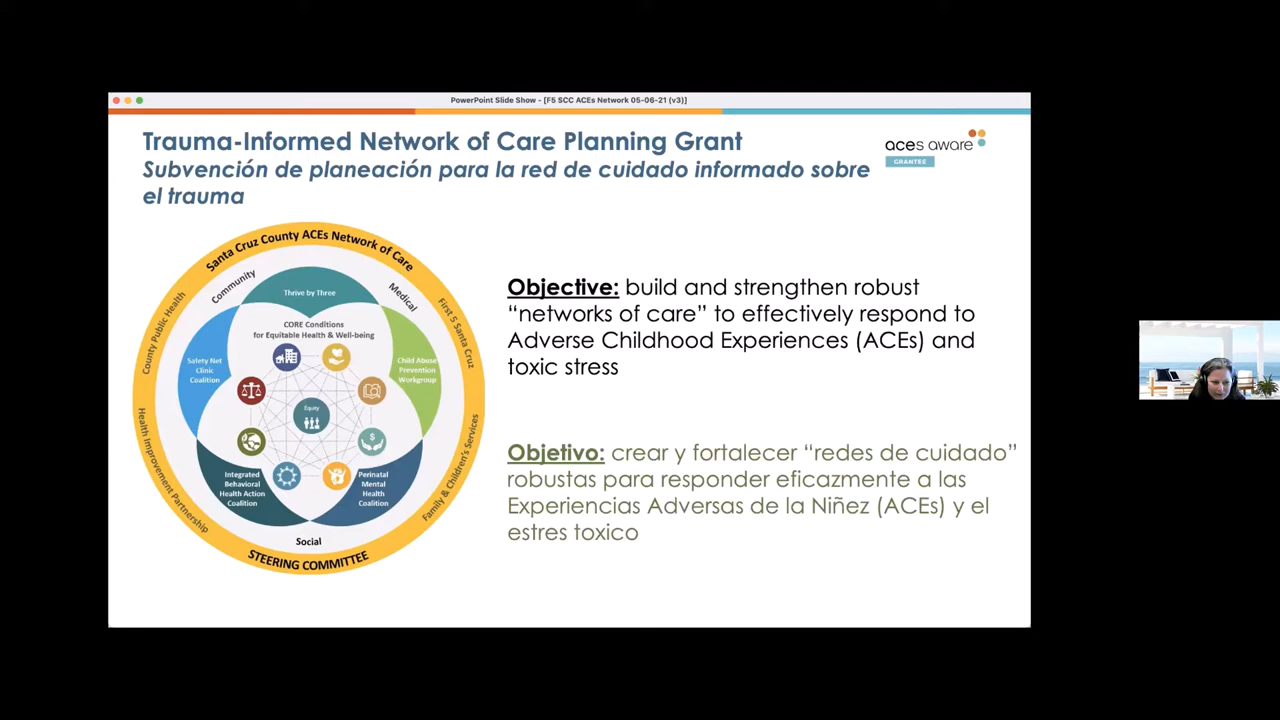 PowerPoint Slide Show - [F5 SCC ACEs Network 05-06-21 (v3)]
Trauma-Informed Network of Care Planning Grant
Subvención de planeación para la red de cuidado informado sobre
el trauma
aces aware
GRANTEE
Santa Cruz County ACEs Network of Care
Community
Medical
County Public Health
First 5 Santa Cruz
Thrive by Three
CORE Conditions
for Equitable Health & Well-being
Safety Net
Clinic
Coalition
Child Abuse
Prevention
Workgroup
Equity
Health Improvement Partnership
Family & Children's Services
Integrated
Behavioral
Health Action
Coalition
Perinatal
Mental
Health
Coalition
Social
STEERING COMMITTEE
Objective: build and strengthen robust
“networks of care” to effectively respond to
Adverse Childhood Experiences (ACEs) and
toxic stress
Objetivo: crear y fortalecer “redes de cuidado”
robustas para responder eficazmente a las
Experiencias Adversas de la Niñez (ACEs) y el
estres toxico